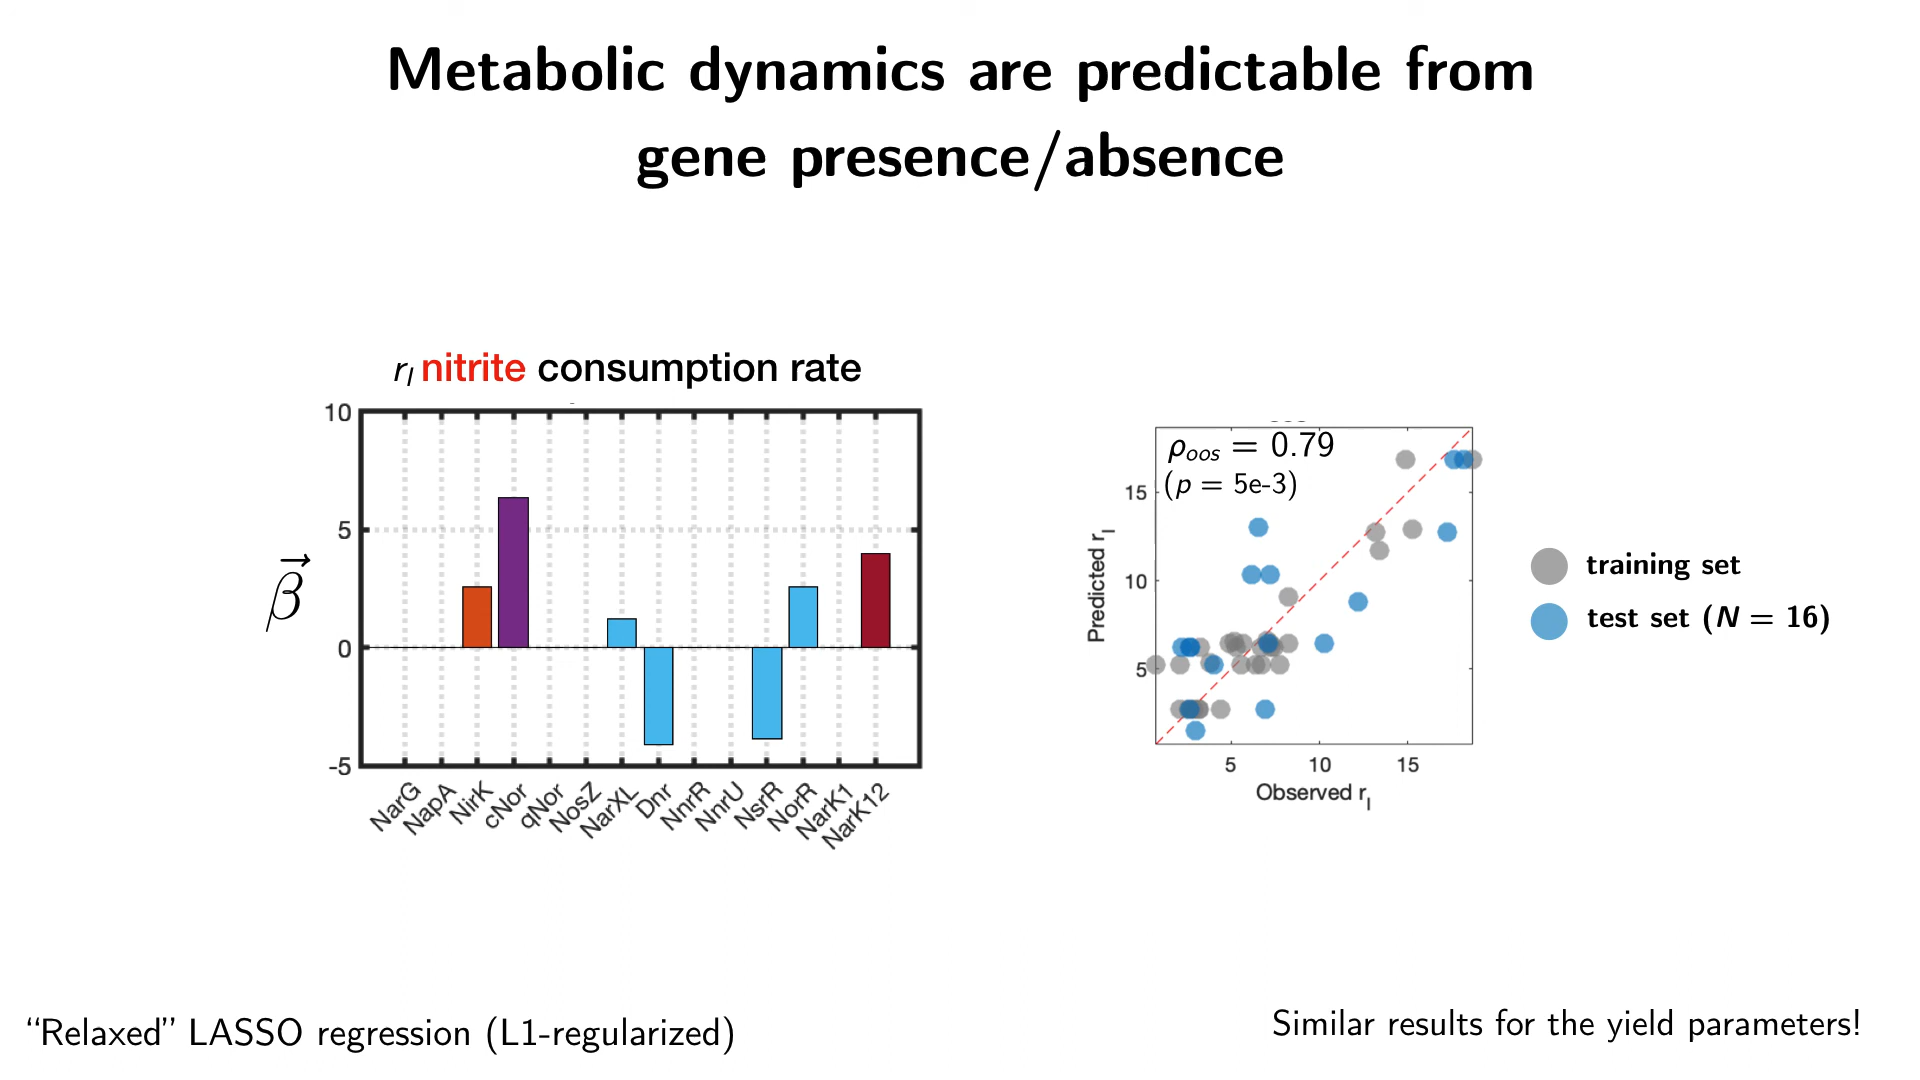 Metabolic dynamics are predictable from
gene presence/absence
r_I nitrite consumption rate
10
5
0
-5
β⃗
NarG
NapA
NirK
cNor
qNor
NosZ
NarXL
Dnr
NnrR
NnrU
NsrR
NorR
NarK1
NarK12
ρ_oos = 0.79
(p = 5e-3)
15
10
5
Predicted r_I
5 10 15
Observed r_I
training set
test set (N = 16)
“Relaxed” LASSO regression (L1-regularized)
Similar results for the yield parameters!